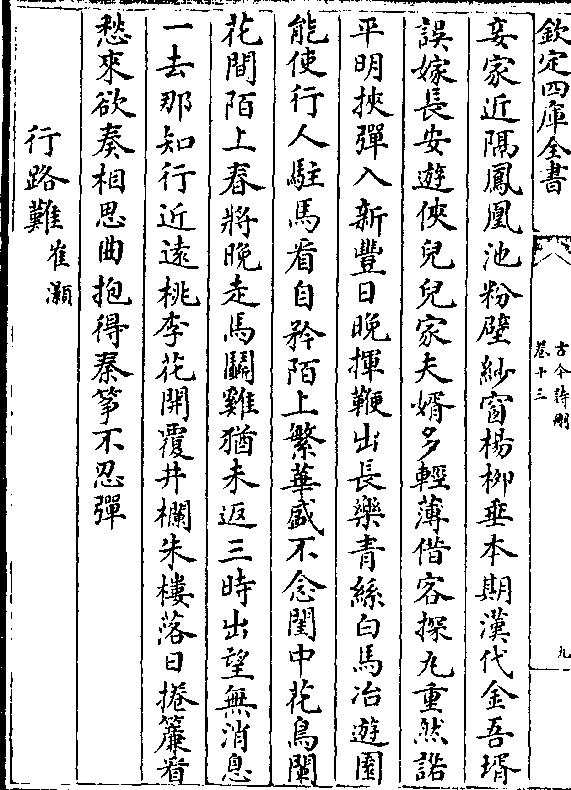 欽定四庫全書
古今詩刪
卷十三
九
妾家近隔鳳凰池粉壁紗窗楊柳垂本期漢代金吾壻
誤嫁長安遊俠兒兒家夫婿多輕薄借客探丸重然諾
平明挾彈入新豐日晚揮鞭出長樂青絲白馬冶遊園
能使行人駐馬看自矜陌上繁華盛不念閨中花鳥闌
花間陌上春將晚走馬鬬雞猶未返三時出望無消息
一去那知行近遠桃李花開覆井欄朱樓落日捲簾看
愁來欲奏相思曲抱得秦箏不忍彈
行路難 崔灝